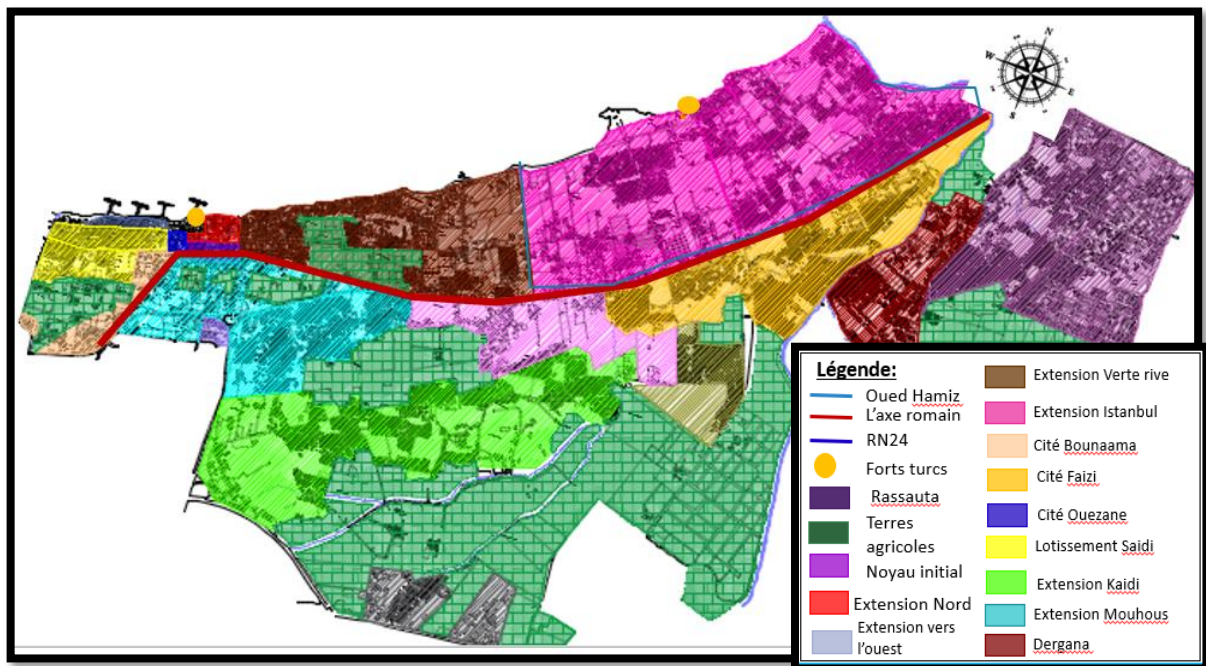 N
W
E
S
Légende:
Oued Hamiz
L'axe romain
RN24
Forts turcs
Rassauta
Terres
agricoles
Noyau initial
Extension Nord
Extension vers
l'ouest
Extension Verte rive
Extension Istanbul
Cité Bounaama
Cité Faizi
Cité Ouezane
Lotissement Saidi
Extension Kaidi
Extension Mouhous
Dergana